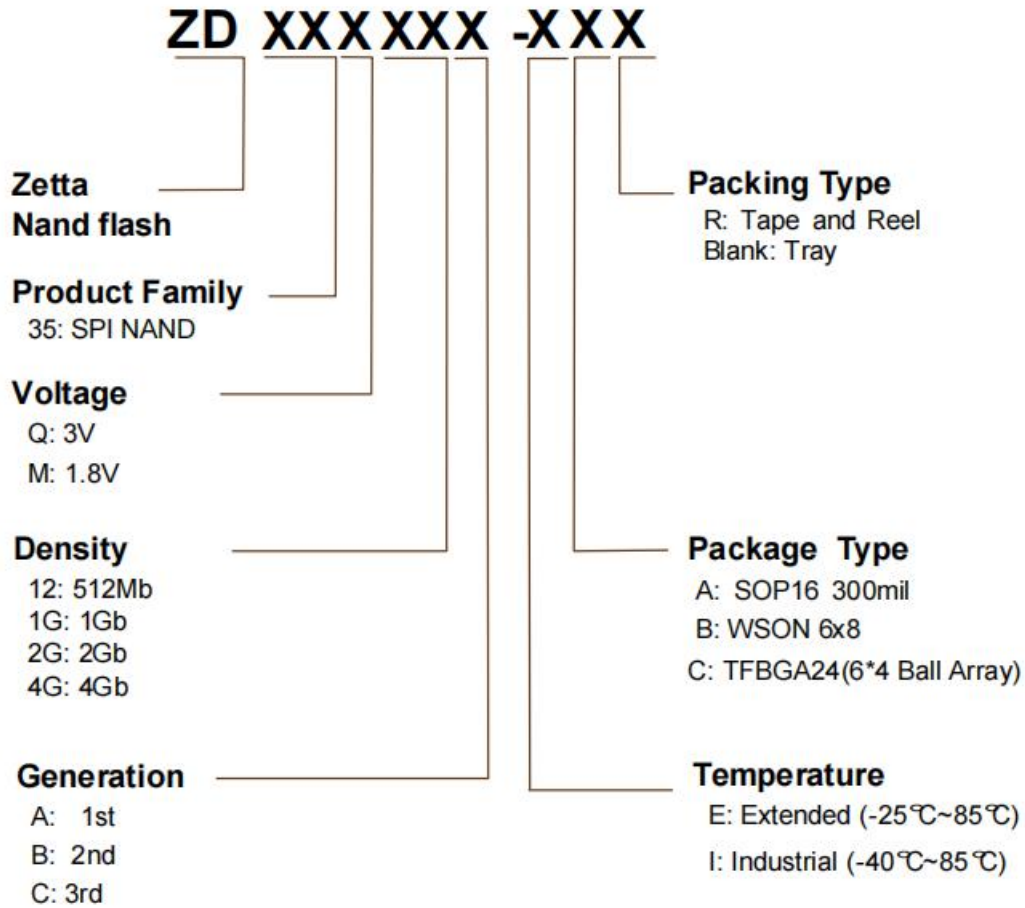 ZD XXXXXX -XXX
Zetta
Nand flash
Product Family
35: SPI NAND
Voltage
Q: 3V
M: 1.8V
Density
12: 512Mb
1G: 1Gb
2G: 2Gb
4G: 4Gb
Generation
A: 1st
B: 2nd
C: 3rd
Packing Type
R: Tape and Reel
Blank: Tray
Package Type
A: SOP16 300mil
B: WSON 6x8
C: TFBGA24(6*4 Ball Array)
Temperature
E: Extended (-25℃~85℃)
I: Industrial (-40℃~85℃)